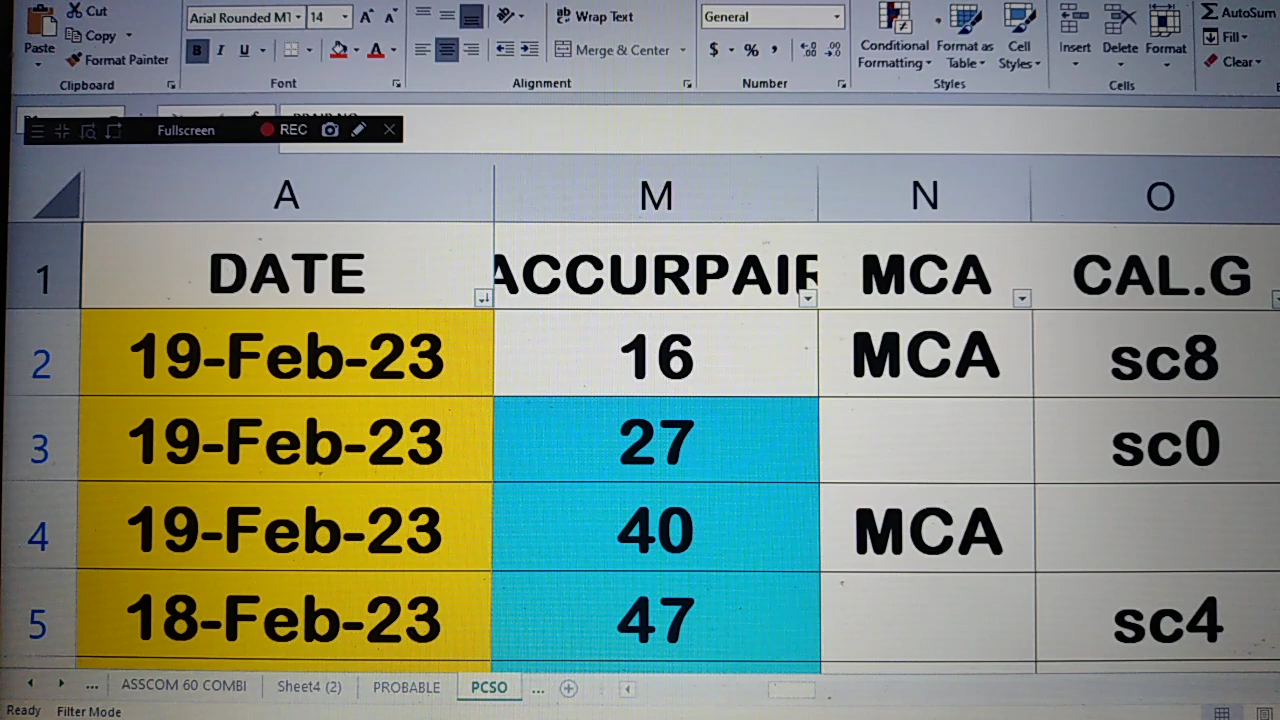 Cut
Copy
Format Painter
Paste
Clipboard
Arial Rounded MT
14
B I U
Font
Wrap Text
Merge & Center
Alignment
General
$ % ,
Number
Conditional Formatting
Format as Table
Cell Styles
Styles
Insert
Delete
Format
Cells
AutoSum
Fill
Clear
Fullscreen
REC
A M N O
1 DATE ACCURPAIR MCA CAL.G
2 19-Feb-23 16 MCA sc8
3 19-Feb-23 27 sc0
4 19-Feb-23 40 MCA
5 18-Feb-23 47 sc4
... ASSCOM 60 COMBI Sheet4 (2) PROBABLE PCSO ...
Ready Filter Mode